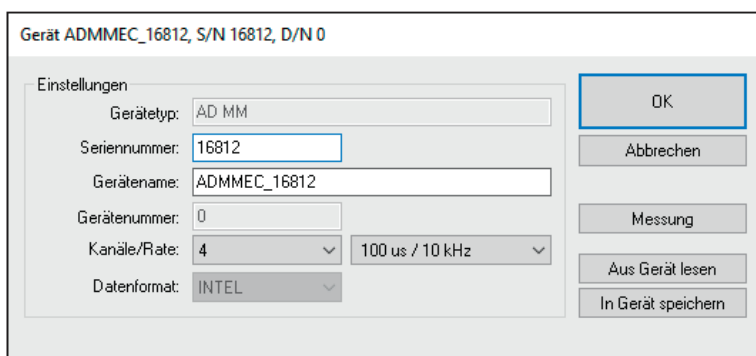 Gerät ADMMEC_16812, S/N 16812, D/N 0
Einstellungen
Gerätetyp: AD MM
Seriennummer: 16812
Gerätename: ADMMEC_16812
Gerätenummer: 0
Kanäle/Rate: 4 100 us / 10 kHz
Datenformat: INTEL
OK
Abbrechen
Messung
Aus Gerät lesen
In Gerät speichern